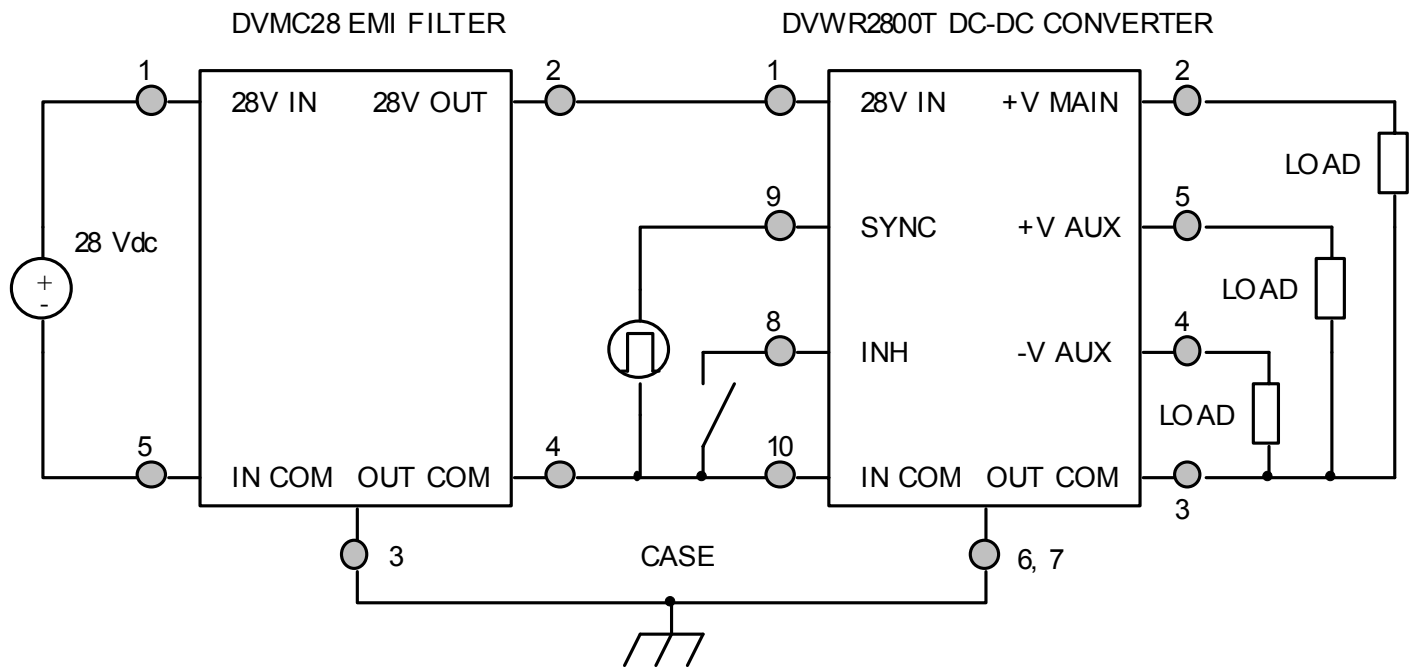 DVMC28 EMI FILTER
DVWR2800T DC-DC CONVERTER
1
2
1
2
28V IN
28V OUT
28V IN
+V MAIN
LOAD
9
5
SYNC
+V AUX
28 Vdc
+
-
LOAD
8
4
INH
-V AUX
LOAD
5
4
10
IN COM
OUT COM
IN COM
OUT COM
3
3
CASE
6, 7